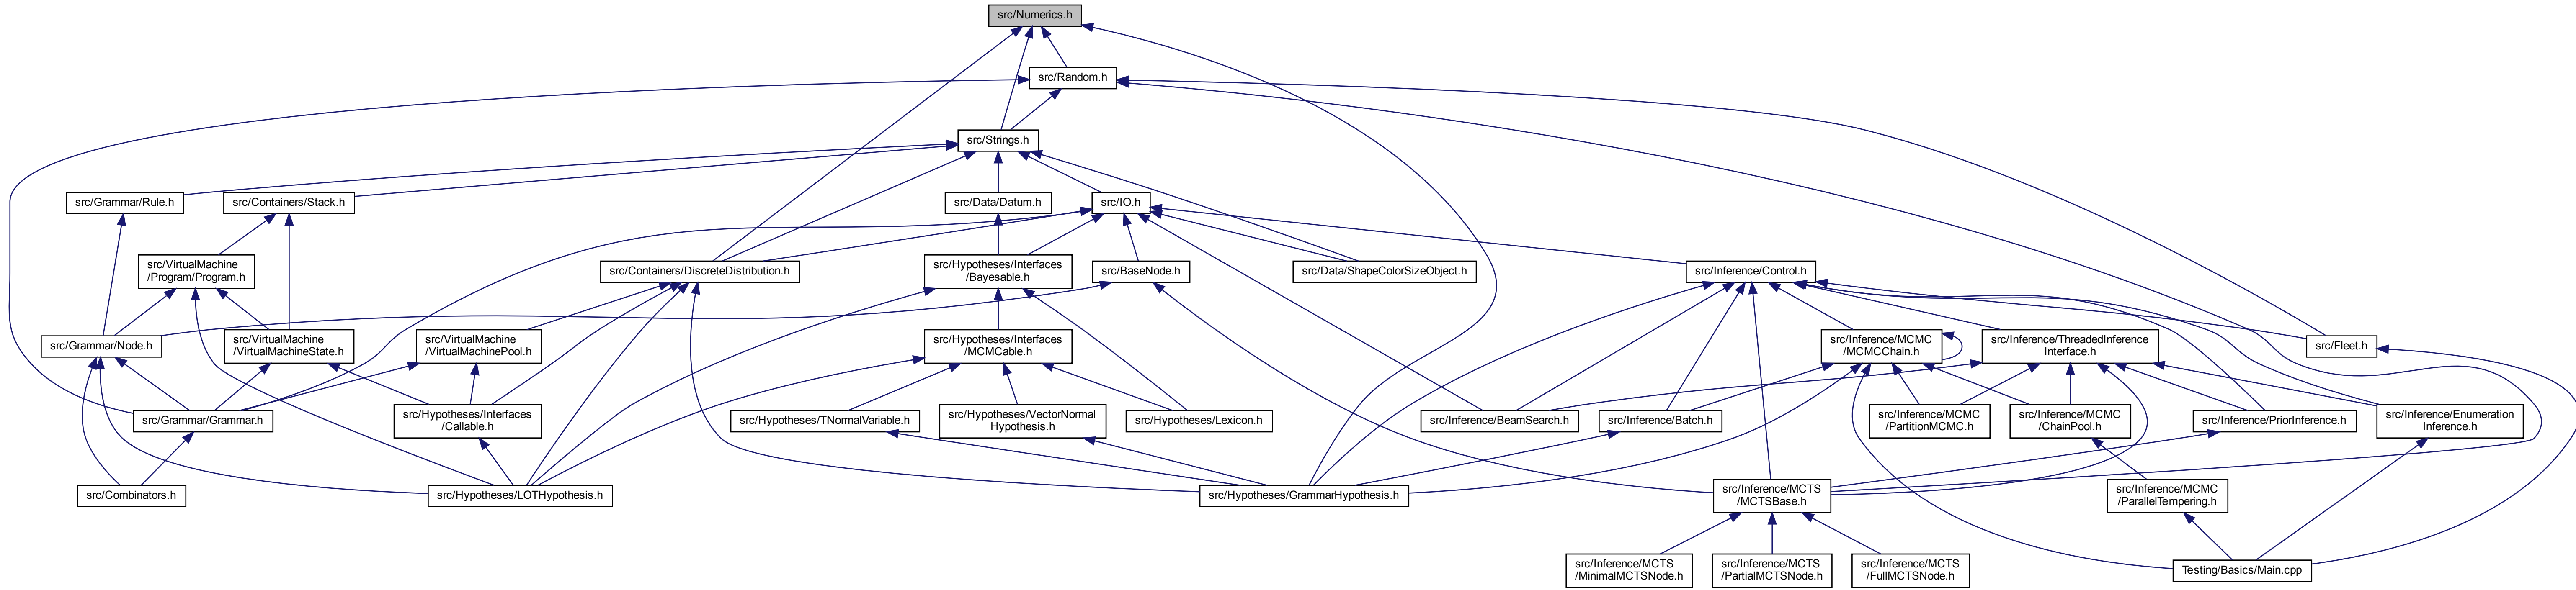 src/Numerics.h
src/Random.h
src/Strings.h
src/Grammar/Rule.h
src/Containers/Stack.h
src/Data/Datum.h
src/IO.h
src/VirtualMachine
/Program/Program.h
src/Containers/DiscreteDistribution.h
src/Hypotheses/Interfaces
/Bayesable.h
src/BaseNode.h
src/Data/ShapeColorSizeObject.h
src/Inference/Control.h
src/Grammar/Node.h
src/VirtualMachine
/VirtualMachineState.h
src/VirtualMachine
/VirtualMachinePool.h
src/Hypotheses/Interfaces
/MCMCable.h
src/Inference/MCMC
/MCMCChain.h
src/Inference/ThreadedInference
Interface.h
src/Fleet.h
src/Grammar/Grammar.h
src/Hypotheses/Interfaces
/Callable.h
src/Hypotheses/TNormalVariable.h
src/Hypotheses/VectorNormal
Hypothesis.h
src/Hypotheses/Lexicon.h
src/Inference/BeamSearch.h
src/Inference/Batch.h
src/Inference/MCMC
/PartitionMCMC.h
src/Inference/MCMC
/ChainPool.h
src/Inference/PriorInference.h
src/Inference/Enumeration
Inference.h
src/Combinators.h
src/Hypotheses/LOTHypothesis.h
src/Hypotheses/GrammarHypothesis.h
src/Inference/MCTS
/MCTSBase.h
src/Inference/MCMC
/ParallelTempering.h
src/Inference/MCTS
/MinimalMCTSNode.h
src/Inference/MCTS
/PartialMCTSNode.h
src/Inference/MCTS
/FullMCTSNode.h
Testing/Basics/Main.cpp